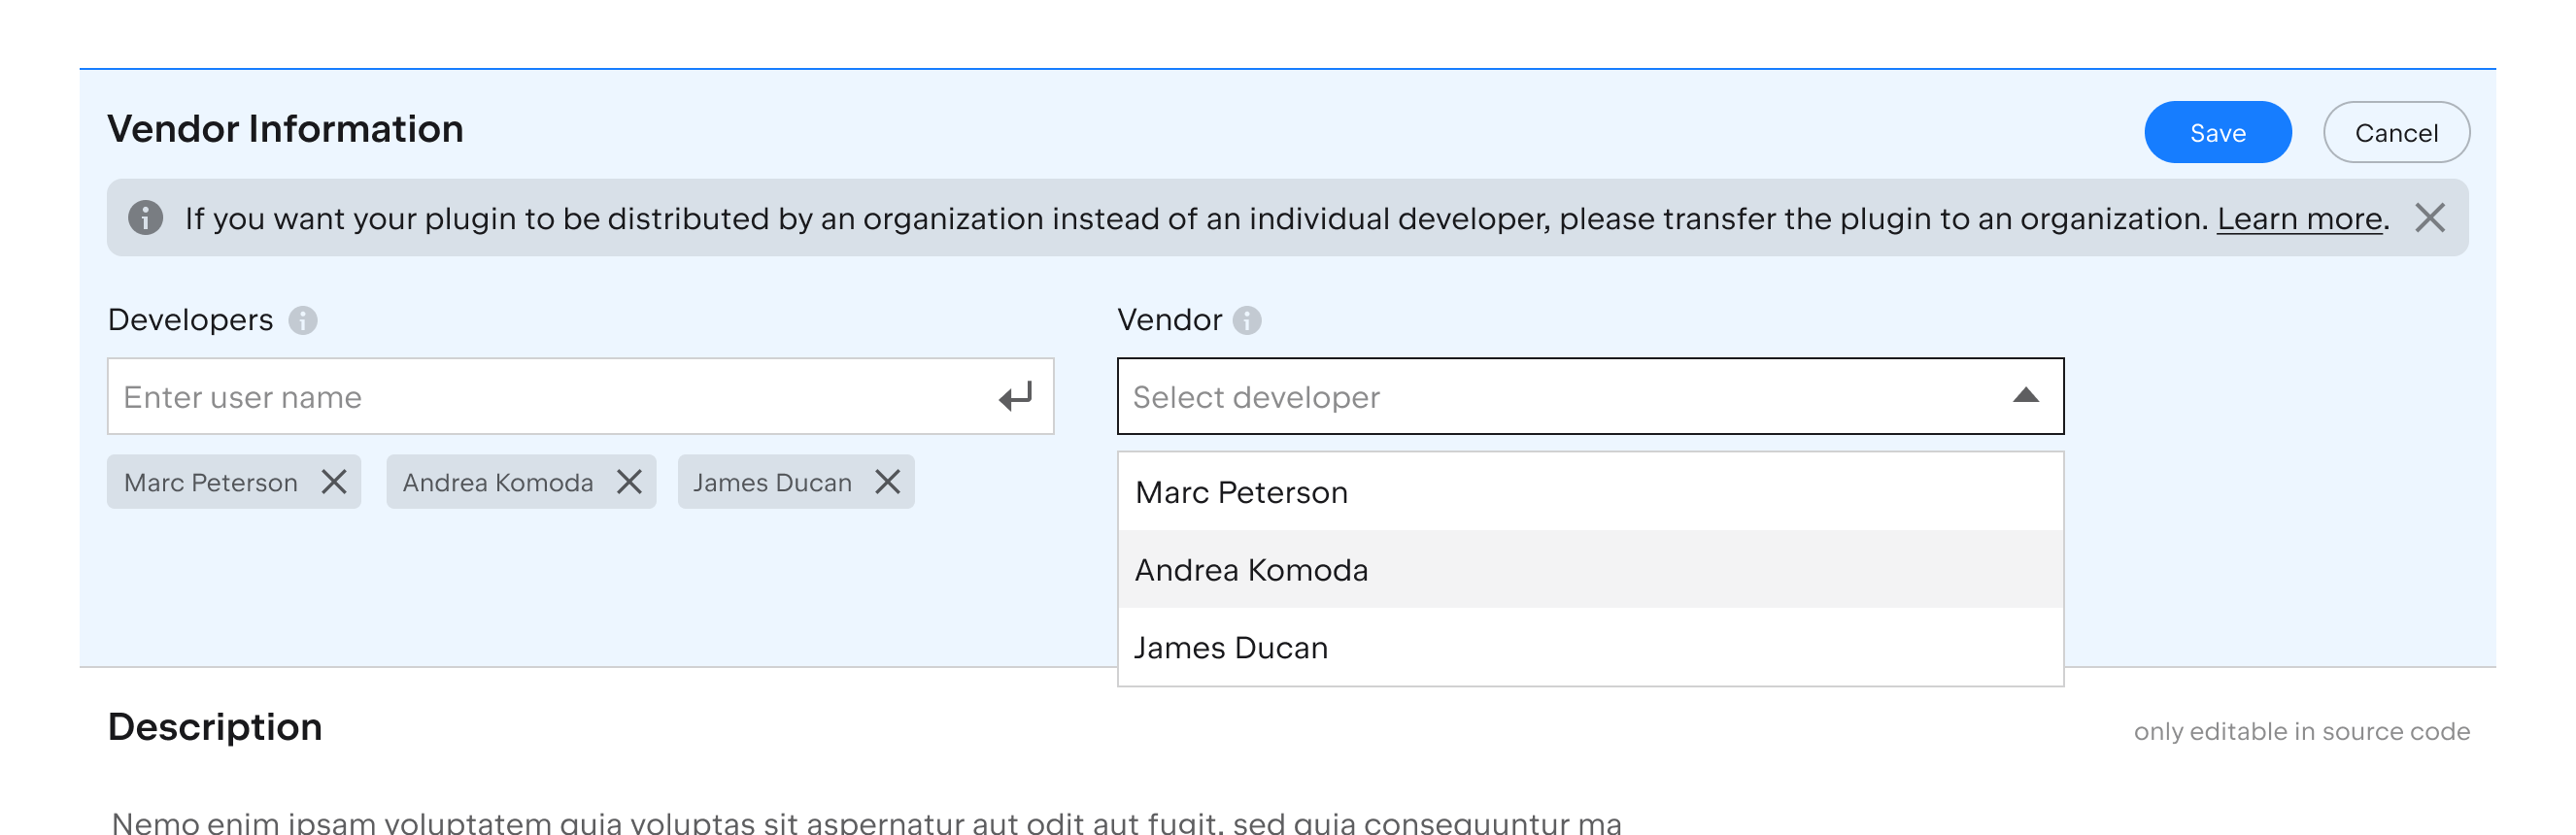 Vendor Information
Save
Cancel
If you want your plugin to be distributed by an organization instead of an individual developer, please transfer the plugin to an organization. Learn more.
Developers
Vendor
Enter user name
Select developer
Marc Peterson
Andrea Komoda
James Ducan
Marc Peterson
Andrea Komoda
James Ducan
Description
only editable in source code
Nemo enim ipsam voluptatem quia voluptas sit aspernatur aut odit aut fugit, sed quia consequuntur ma